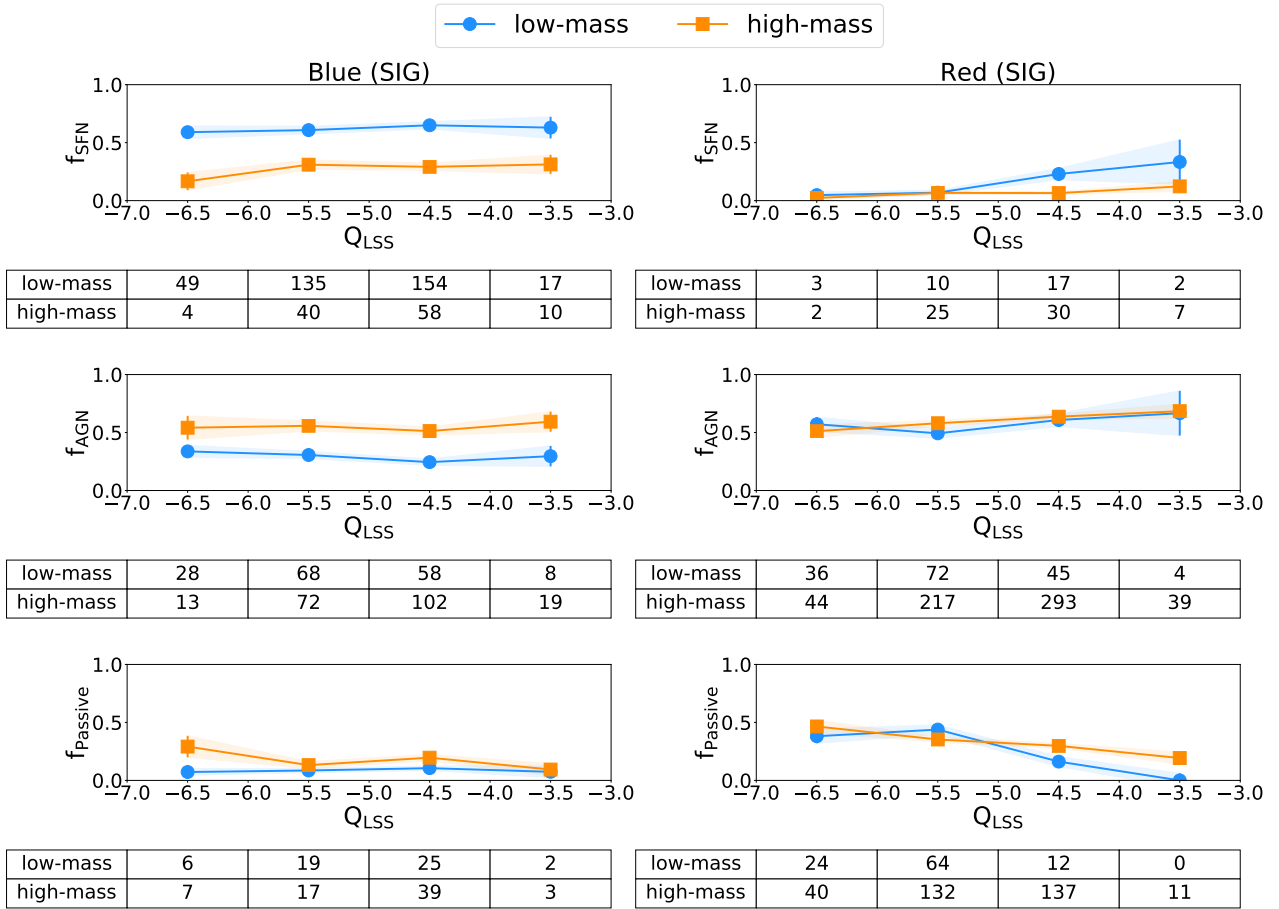 low-mass high-mass
Blue (SIG) Red (SIG)
1.0 1.0
f_SFN 0.5 f_SFN 0.5
0.0 0.0
−7.0 −6.5 −6.0 −5.5 −5.0 −4.5 −4.0 −3.5 −3.0 −7.0 −6.5 −6.0 −5.5 −5.0 −4.5 −4.0 −3.5 −3.0
Q_LSS Q_LSS
low-mass 49 135 154 17 low-mass 3 10 17 2
high-mass 4 40 58 10 high-mass 2 25 30 7
1.0 1.0
f_AGN 0.5 f_AGN 0.5
0.0 0.0
−7.0 −6.5 −6.0 −5.5 −5.0 −4.5 −4.0 −3.5 −3.0 −7.0 −6.5 −6.0 −5.5 −5.0 −4.5 −4.0 −3.5 −3.0
Q_LSS Q_LSS
low-mass 28 68 58 8 low-mass 36 72 45 4
high-mass 13 72 102 19 high-mass 44 217 293 39
1.0 1.0
f_Passive 0.5 f_Passive 0.5
0.0 0.0
−7.0 −6.5 −6.0 −5.5 −5.0 −4.5 −4.0 −3.5 −3.0 −7.0 −6.5 −6.0 −5.5 −5.0 −4.5 −4.0 −3.5 −3.0
Q_LSS Q_LSS
low-mass 6 19 25 2 low-mass 24 64 12 0
high-mass 7 17 39 3 high-mass 40 132 137 11